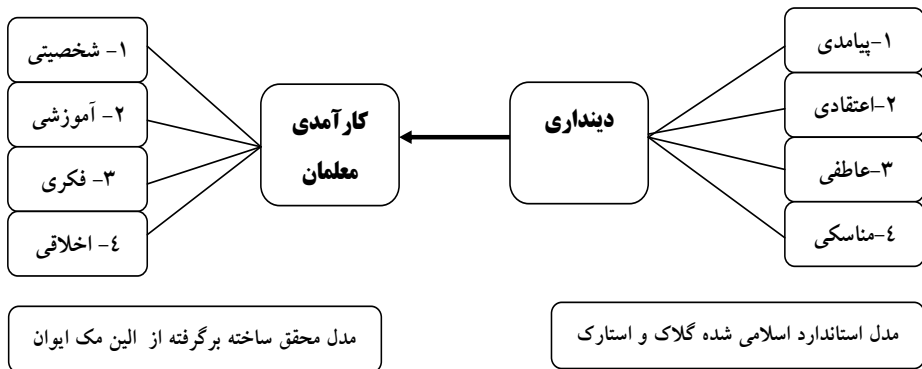 ۱-پیامدی
۲-اعتقادی
۳-عاطفی
٤-مناسکی
دینداری
کارآمدی
معلمان
۱- شخصیتی
۲- آموزشی
۳- فکری
٤- اخلاقی
مدل استاندارد اسلامی شده گلاک و استارک
مدل محقق ساخته برگرفته از الین مک ایوان